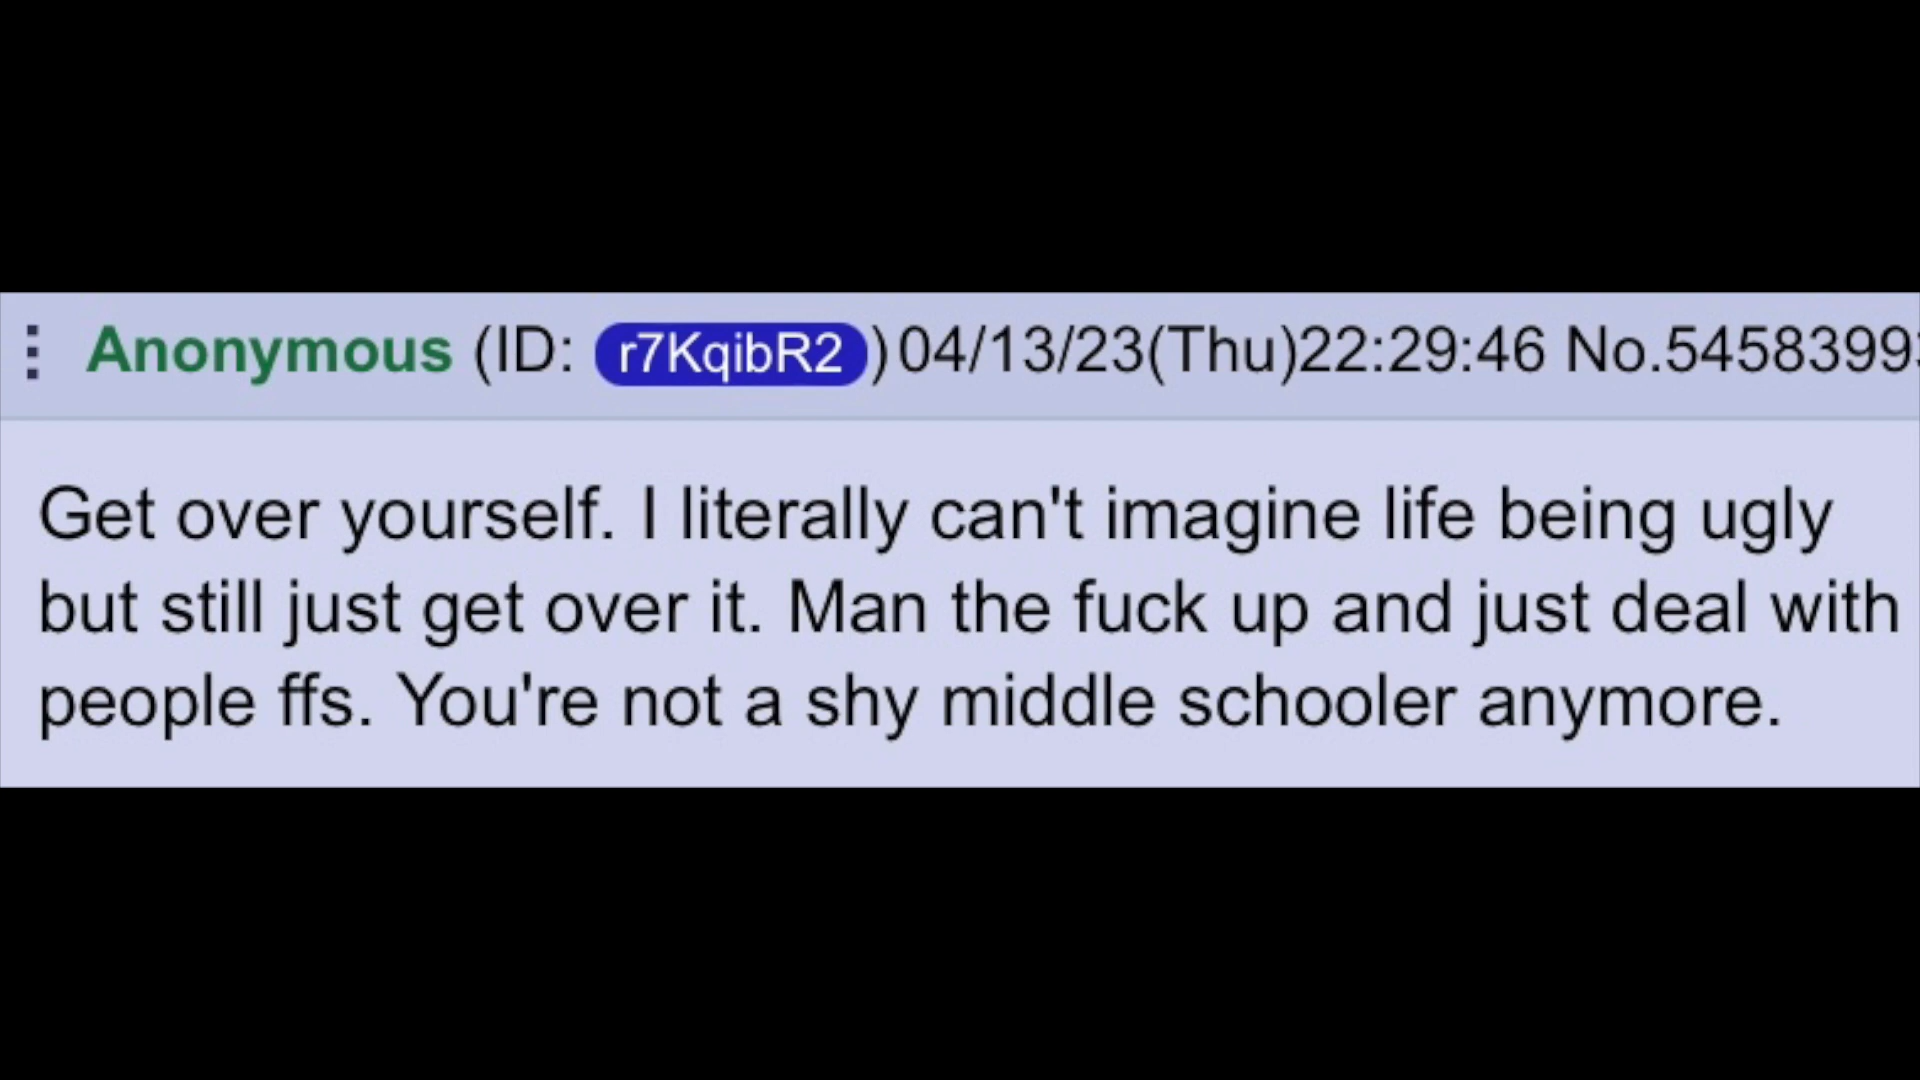 Anonymous (ID: r7KqibR2)04/13/23(Thu)22:29:46 No.5458399
Get over yourself. I literally can't imagine life being ugly
but still just get over it. Man the fuck up and just deal with
people ffs. You're not a shy middle schooler anymore.